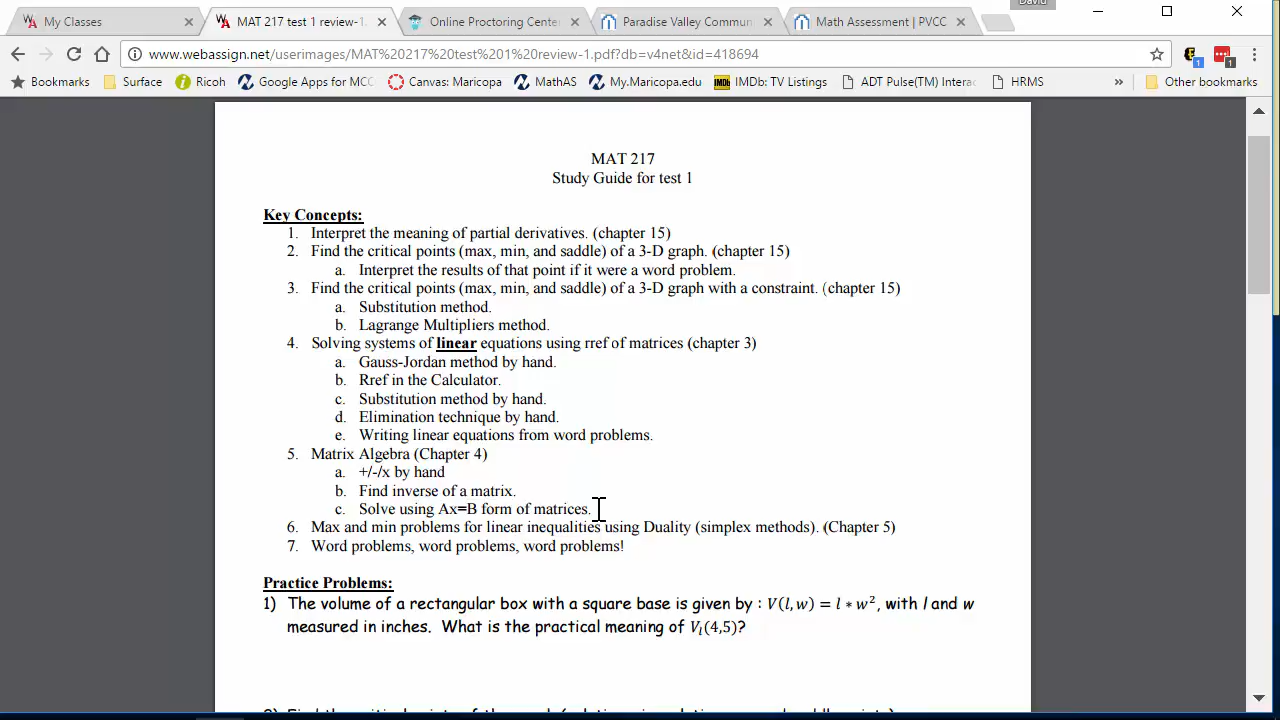 David
My Classes
MAT 217 test 1 review-1.
Online Proctoring Cente
Paradise Valley Commun
Math Assessment | PVCC
www.webassign.net/userimages/MAT%20217%20test%201%20review-1.pdf?db=v4net&id=418694
1
1
Bookmarks
Surface
Ricoh
Google Apps for MCC
Canvas: Maricopa
MathAS
My.Maricopa.edu
IMDb: TV Listings
ADT Pulse(TM) Interac
HRMS
»
Other bookmarks
MAT 217
Study Guide for test 1
Key Concepts:
1. Interpret the meaning of partial derivatives. (chapter 15)
2. Find the critical points (max, min, and saddle) of a 3-D graph. (chapter 15)
a. Interpret the results of that point if it were a word problem.
3. Find the critical points (max, min, and saddle) of a 3-D graph with a constraint. (chapter 15)
a. Substitution method.
b. Lagrange Multipliers method.
4. Solving systems of linear equations using rref of matrices (chapter 3)
a. Gauss-Jordan method by hand.
b. Rref in the Calculator.
c. Substitution method by hand.
d. Elimination technique by hand.
e. Writing linear equations from word problems.
5. Matrix Algebra (Chapter 4)
a. +/-/x by hand
b. Find inverse of a matrix.
c. Solve using Ax=B form of matrices.
6. Max and min problems for linear inequalities using Duality (simplex methods). (Chapter 5)
7. Word problems, word problems, word problems!
Practice Problems:
1) The volume of a rectangular box with a square base is given by : V(l,w) = l ∗ w², with l and w
measured in inches. What is the practical meaning of Vₗ(4,5)?